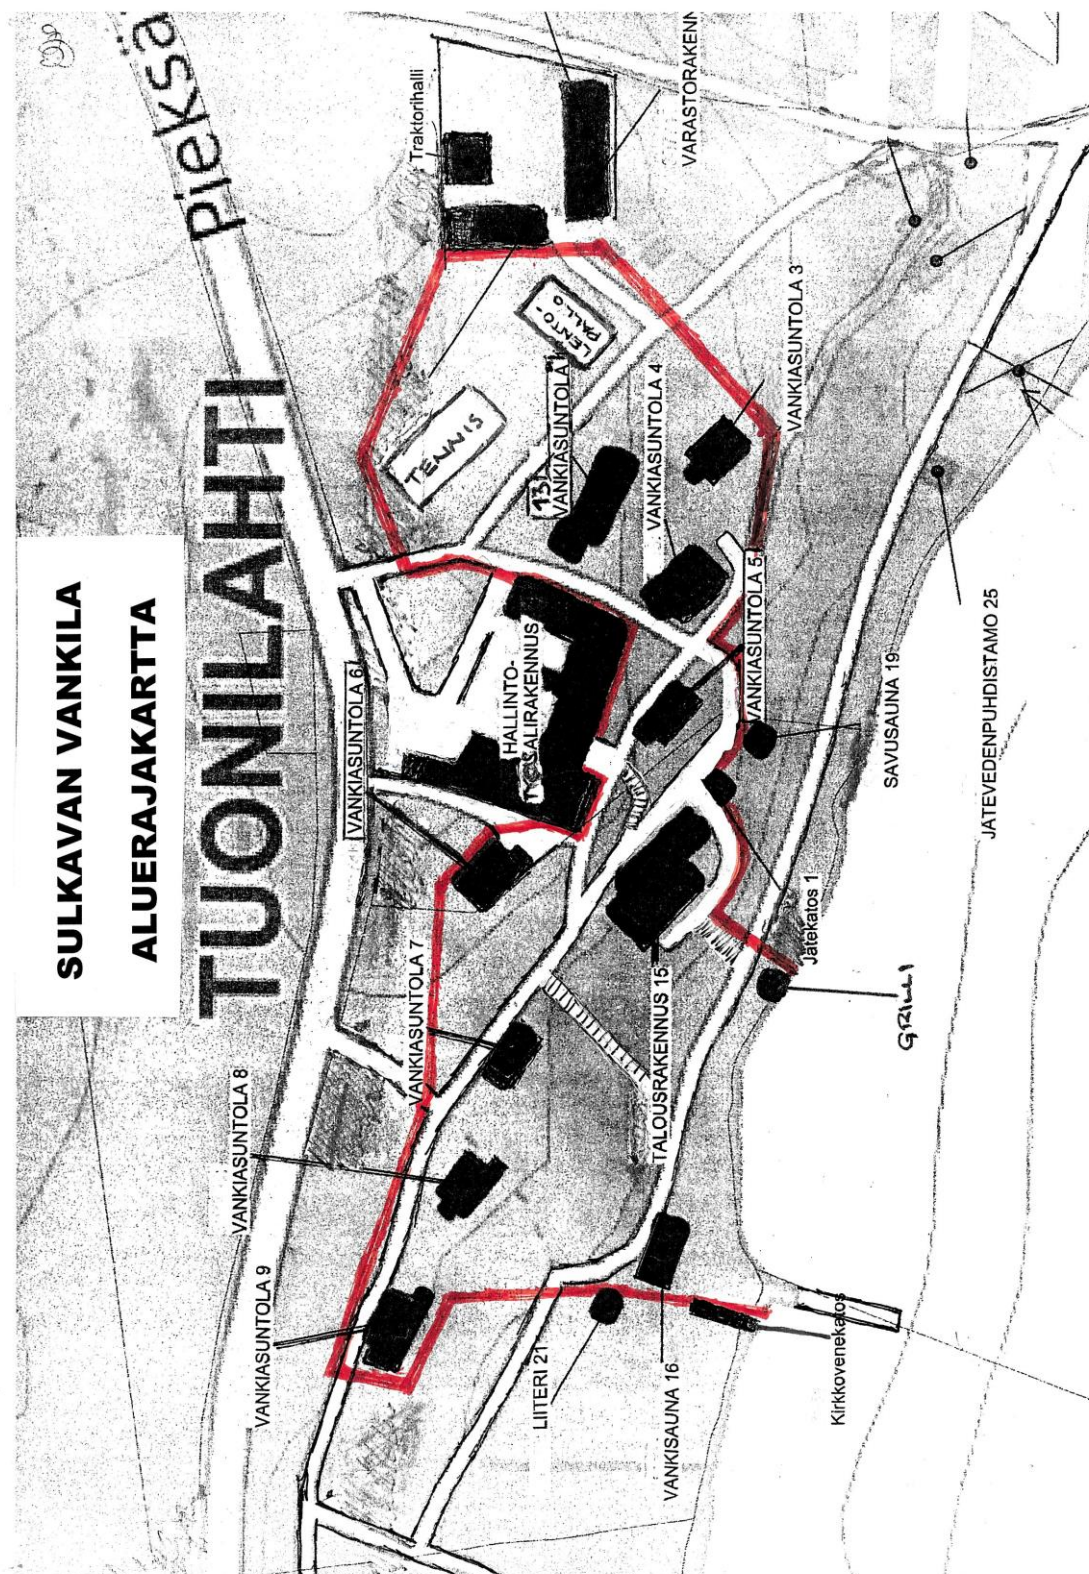 SULKAVAN VANKILA
ALUERAJAKARTTA
TUONILAHTI
Pieksä
Traktorihalli
VARASTORAKENN
LENTO-
PALLO
TENNIS
13
VANKIASUNTOLA
VANKIASUNTOLA 4
VANKIASUNTOLA 3
VANKIASUNTOLA 5
VANKIASUNTOLA 6
HALLINTO-
VANKIASUNTOLA 7
VANKIASUNTOLA 8
VANKIASUNTOLA 9
TALOUSRAKENNUS 15
Jätekatos 1
SAVUSAUNA 19
JÄTEVEDENPUHDISTAMO 25
GRILLI
LIITERI 21
VANKISAUNA 16
Kirkkovenekatos